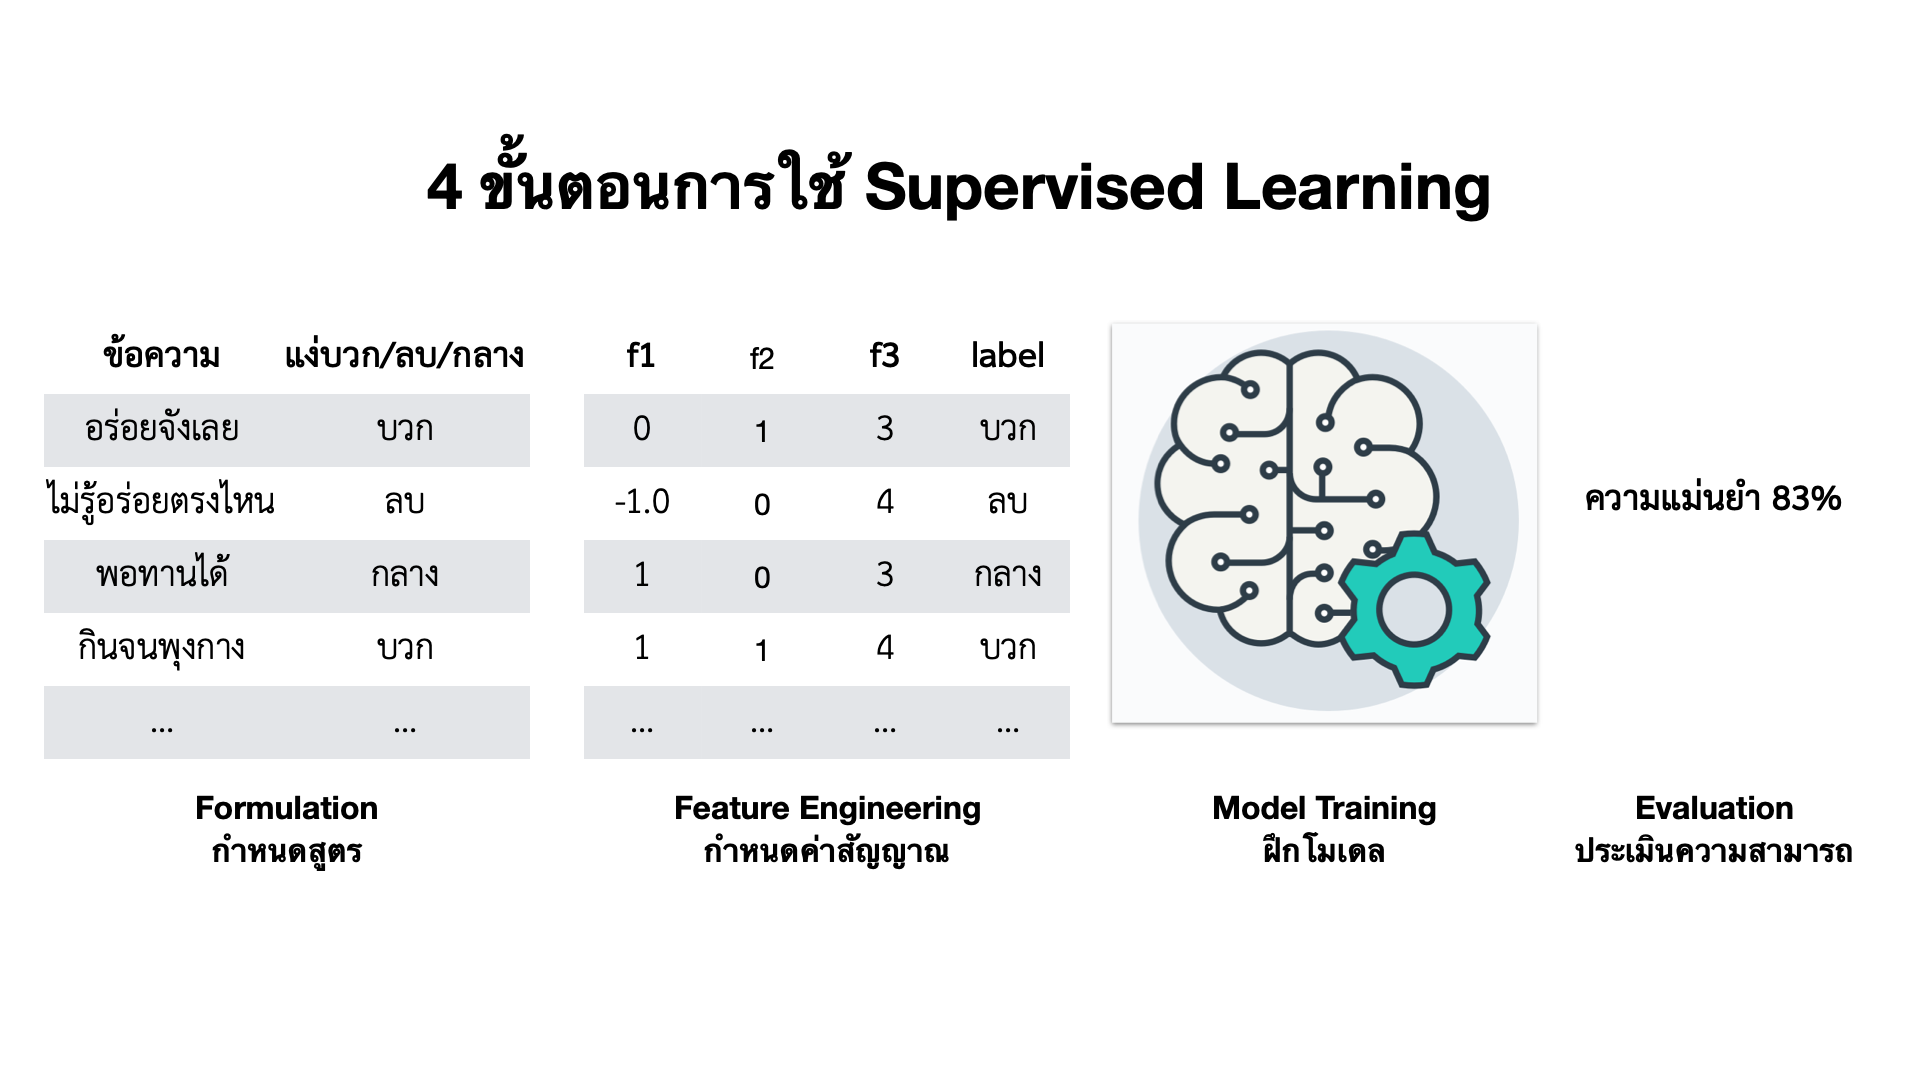 4 ขั้นตอนการใช้ Supervised Learning
ข้อความ แง่บวก/ลบ/กลาง
อร่อยจังเลย บวก
ไม่รู้อร่อยตรงไหน ลบ
พอทานได้ กลาง
กินจนพุงกาง บวก
... ...
Formulation
กำหนดสูตร
f1 f2 f3 label
0 1 3 บวก
-1.0 0 4 ลบ
1 0 3 กลาง
1 1 4 บวก
... ... ... ...
Feature Engineering
กำหนดค่าสัญญาณ
Model Training
ฝึกโมเดล
ความแม่นยำ 83%
Evaluation
ประเมินความสามารถ